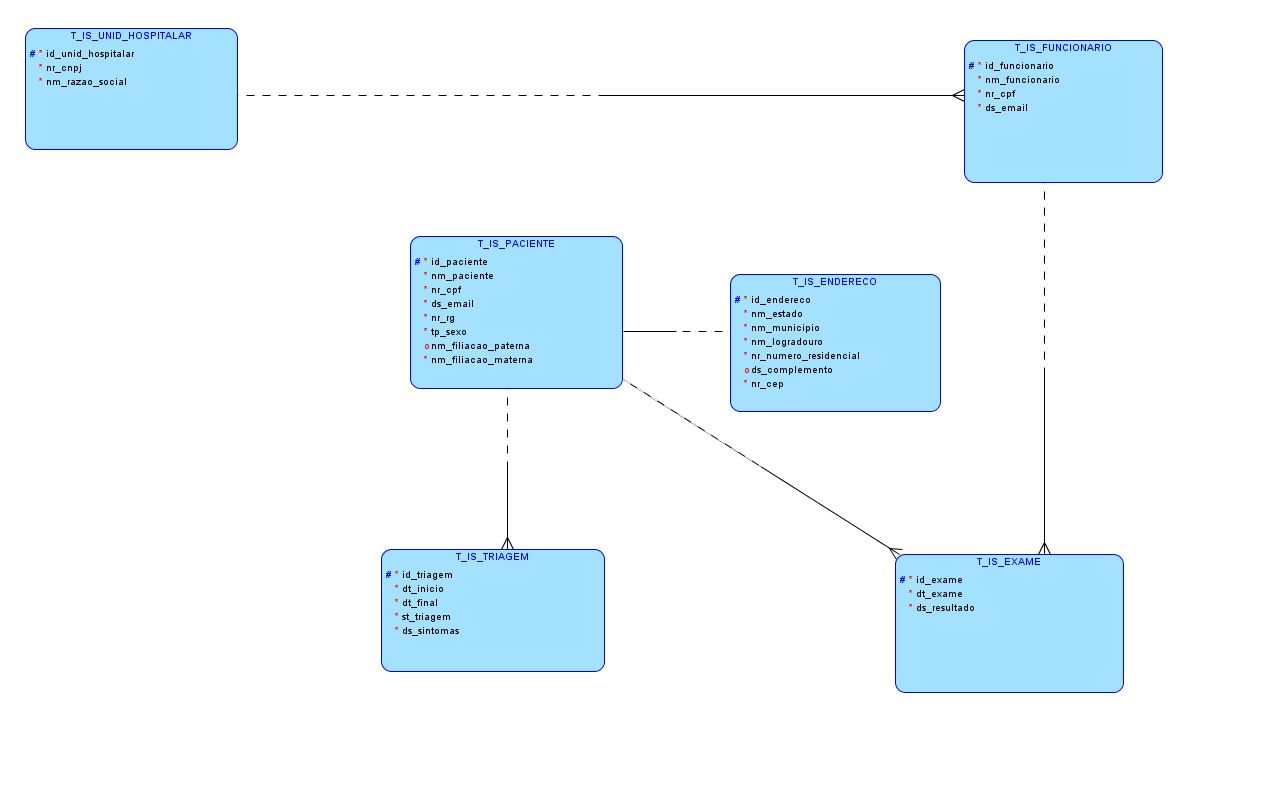 T_IS_UNID_HOSPITALAR
# * id_unid_hospitalar
* nr_cnpj
* nm_razao_social
T_IS_FUNCIONARIO
# * id_funcionario
* nm_funcionario
* nr_cpf
* ds_email
T_IS_PACIENTE
# * id_paciente
* nm_paciente
* nr_cpf
* ds_email
* nr_rg
* tp_sexo
o nm_filiacao_paterna
* nm_filiacao_materna
T_IS_ENDERECO
# * id_endereco
* nm_estado
* nm_municipio
* nm_logradouro
* nr_numero_residencial
o ds_complemento
* nr_cep
T_IS_TRIAGEM
# * id_triagem
* dt_inicio
* dt_final
* st_triagem
* ds_sintomas
T_IS_EXAME
# * id_exame
* dt_exame
* ds_resultado